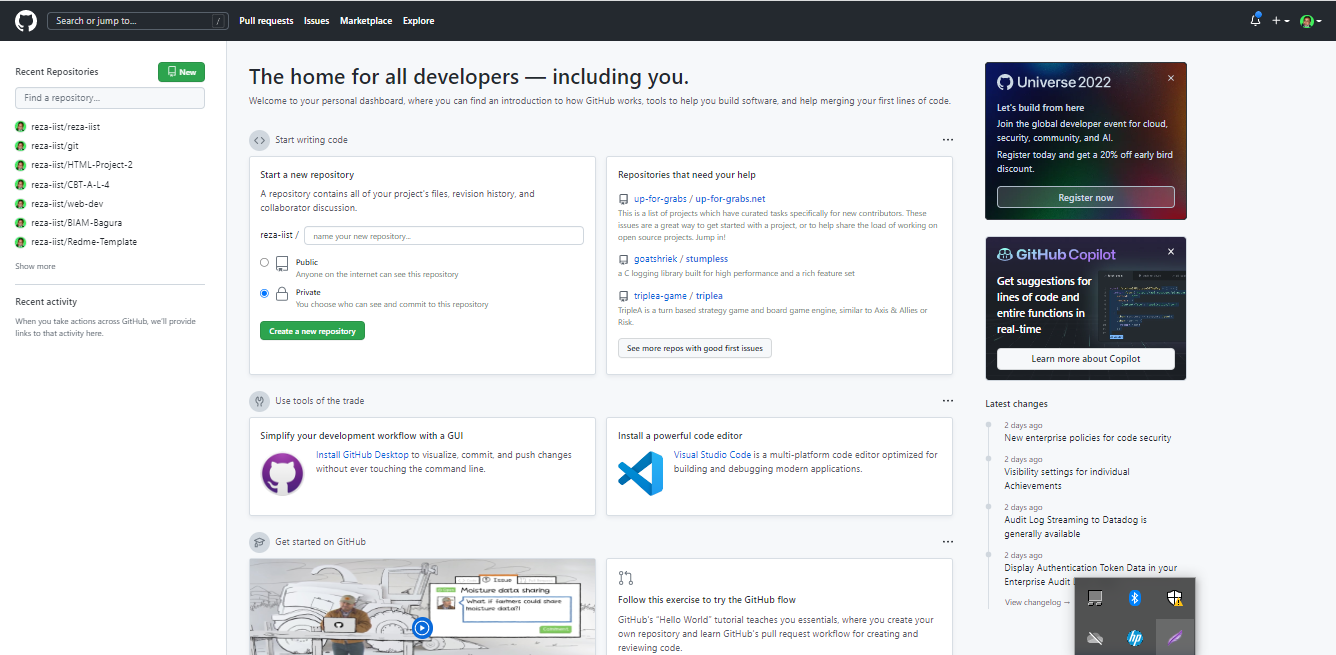 Search or jump to...
/
Pull requests
Issues
Marketplace
Explore
Recent Repositories
New
Find a repository...
reza-iist/reza-iist
reza-iist/git
reza-iist/HTML-Project-2
reza-iist/CBT-A-L-4
reza-iist/web-dev
reza-iist/BIAM-Bagura
reza-iist/Redme-Template
Show more
Recent activity
When you take actions across GitHub, we'll provide
links to that activity here.
The home for all developers — including you.
Welcome to your personal dashboard, where you can find an introduction to how GitHub works, tools to help you build software, and help merging your first lines of code.
Start writing code
Start a new repository
A repository contains all of your project's files, revision history, and
collaborator discussion.
reza-iist /
name your new repository...
Public
Anyone on the internet can see this repository
Private
You choose who can see and commit to this repository
Create a new repository
Repositories that need your help
up-for-grabs / up-for-grabs.net
This is a list of projects which have curated tasks specifically for new contributors. These
issues are a great way to get started with a project, or to help share the load of working on
open source projects. Jump in!
goatshriek / stumpless
a C logging library built for high performance and a rich feature set
triplea-game / triplea
TripleA is a turn based strategy game and board game engine, similar to Axis & Allies or
Risk.
See more repos with good first issues
Use tools of the trade
Simplify your development workflow with a GUI
Install GitHub Desktop to visualize, commit, and push changes
without ever touching the command line.
Install a powerful code editor
Visual Studio Code is a multi-platform code editor optimized for
building and debugging modern applications.
Get started on GitHub
Issue
Moisture data sharing
What if farmers could share
moisture data?!
Follow this exercise to try the GitHub flow
GitHub's "Hello World" tutorial teaches you essentials, where you create your
own repository and learn GitHub's pull request workflow for creating and
reviewing code.
Universe 2022
Let's build from here
Join the global developer event for cloud,
security, community, and AI.
Register today and get a 20% off early bird
discount.
Register now
GitHub Copilot
Get suggestions for
lines of code and
entire functions in
real-time
Learn more about Copilot
Latest changes
2 days ago
New enterprise policies for code security
2 days ago
Visibility settings for individual
Achievements
2 days ago
Audit Log Streaming to Datadog is
generally available
2 days ago
Display Authentication Token Data in your
Enterprise Audit
View changelog →
hp